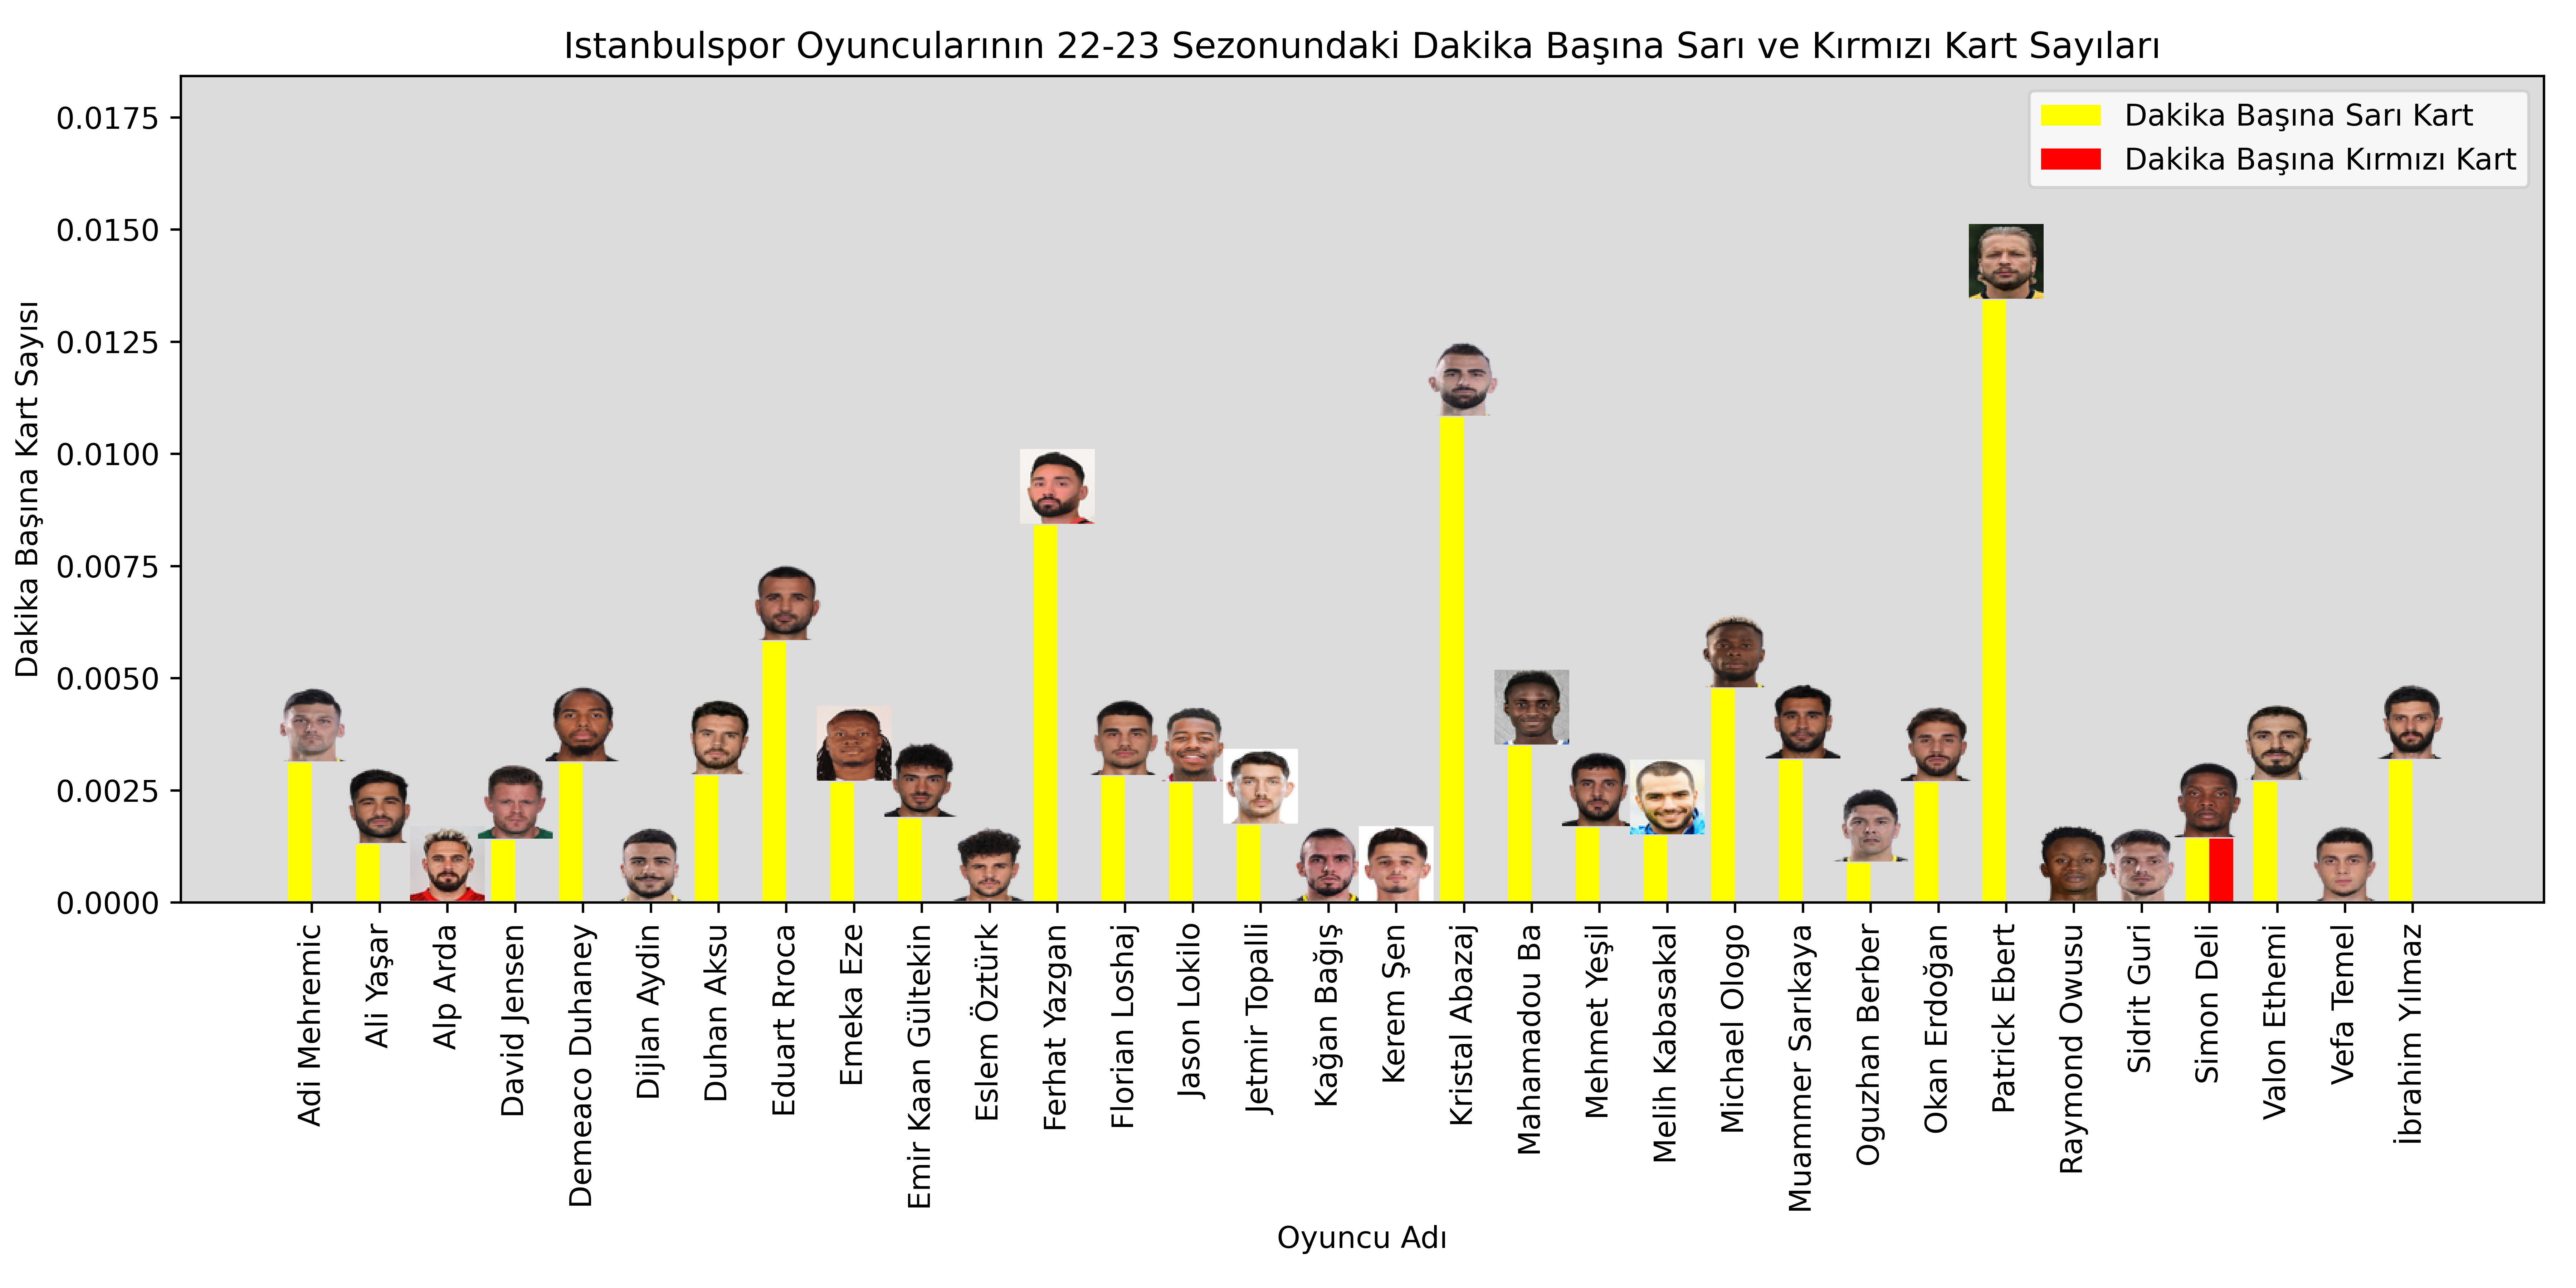 Istanbulspor Oyuncularının 22-23 Sezonundaki Dakika Başına Sarı ve Kırmızı Kart Sayıları
Dakika Başına Sarı Kart
Dakika Başına Kırmızı Kart
Dakika Başına Kart Sayısı
0.0175
0.0150
0.0125
0.0100
0.0075
0.0050
0.0025
0.0000
Adi Mehremic
Ali Yaşar
Alp Arda
David Jensen
Demeaco Duhaney
Dijlan Aydin
Duhan Aksu
Eduart Rroca
Emeka Eze
Emir Kaan Gültekin
Eslem Öztürk
Ferhat Yazgan
Florian Loshaj
Jason Lokilo
Jetmir Topalli
Kağan Bağış
Kerem Şen
Kristal Abazaj
Mahamadou Ba
Mehmet Yeşil
Melih Kabasakal
Michael Ologo
Muammer Sarıkaya
Oguzhan Berber
Okan Erdoğan
Patrick Ebert
Raymond Owusu
Sidrit Guri
Simon Deli
Valon Ethemi
Vefa Temel
İbrahim Yılmaz
Oyuncu Adı